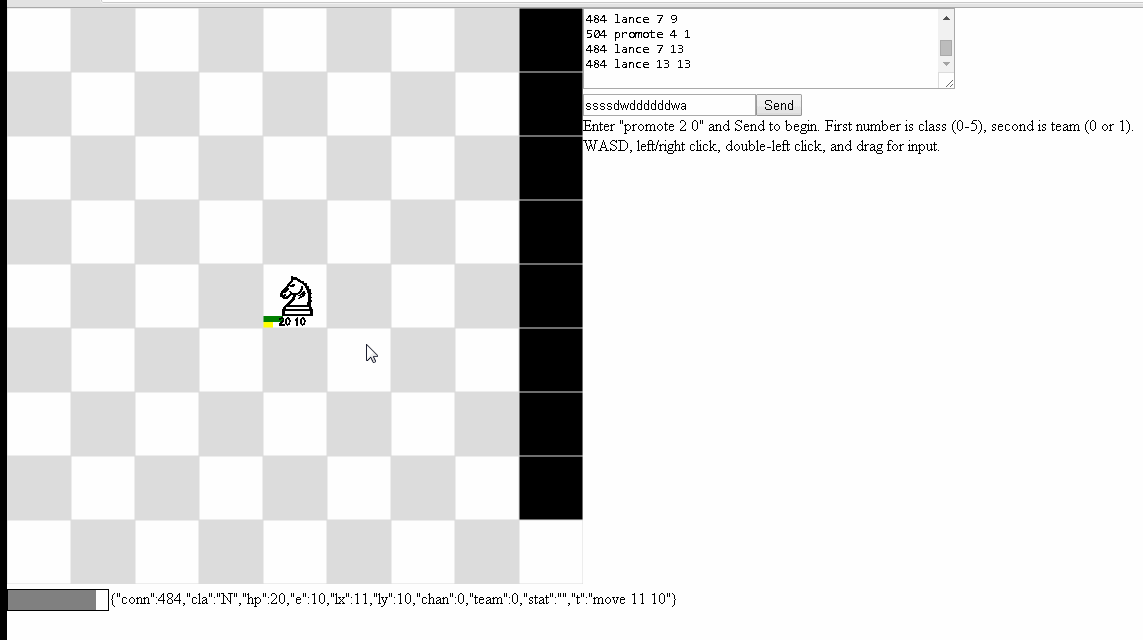 484 lance 7 9
504 promote 4 1
484 lance 7 13
484 lance 13 13
ssssdwddddddwa
Send
Enter "promote 2 0" and Send to begin. First number is class (0-5), second is team (0 or 1).
WASD, left/right click, double-left click, and drag for input.
20 10
{"conn":484,"cla":"N","hp":20,"e":10,"lx":11,"ly":10,"chan":0,"team":0,"stat":"","t":"move 11 10"}